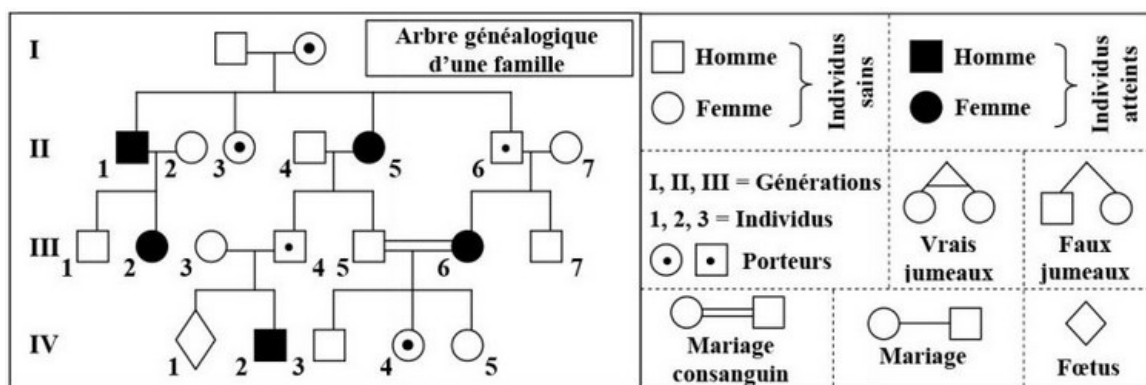 I
Arbre généalogique
d'une famille
II
1 2 3 4 5 6 7
III
1 2 3 4 5 6 7
IV
1 2 3 4 5
Homme
Femme
Individus
sains
Homme
Femme
Individus
atteints
I, II, III = Générations
1, 2, 3 = Individus
Porteurs
Vrais
jumeaux
Faux
jumeaux
Mariage
consanguin
Mariage
Fœtus